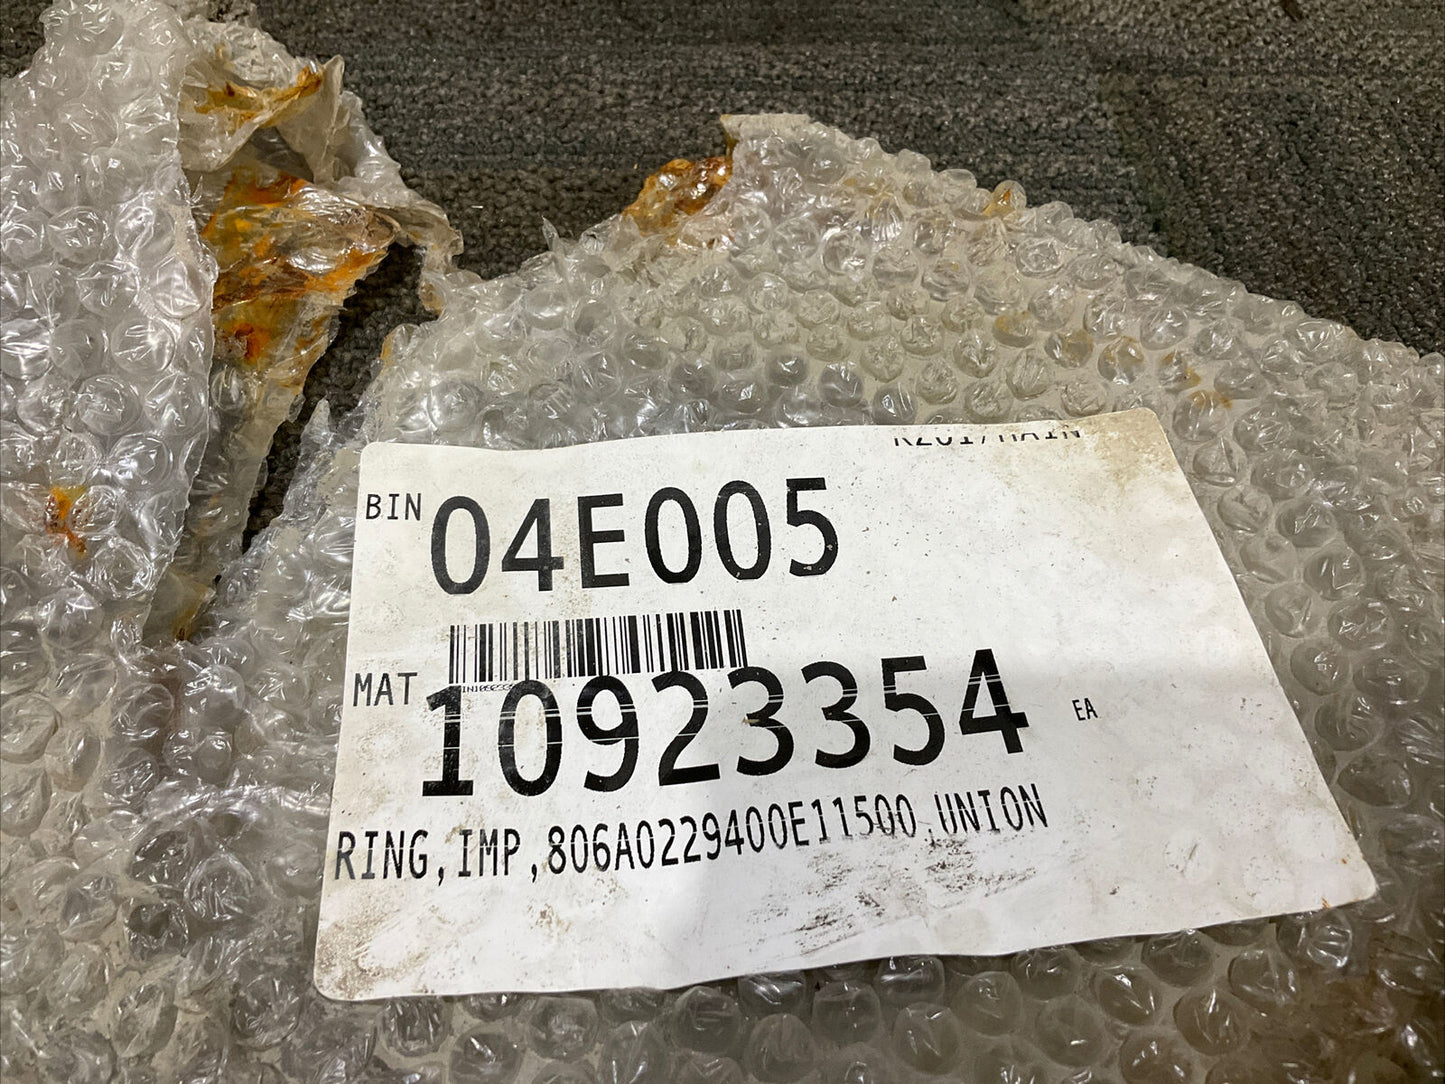 BIN 04E005
MAT 10923354 EA
RING,IMP,806A0229400E11500,UNION